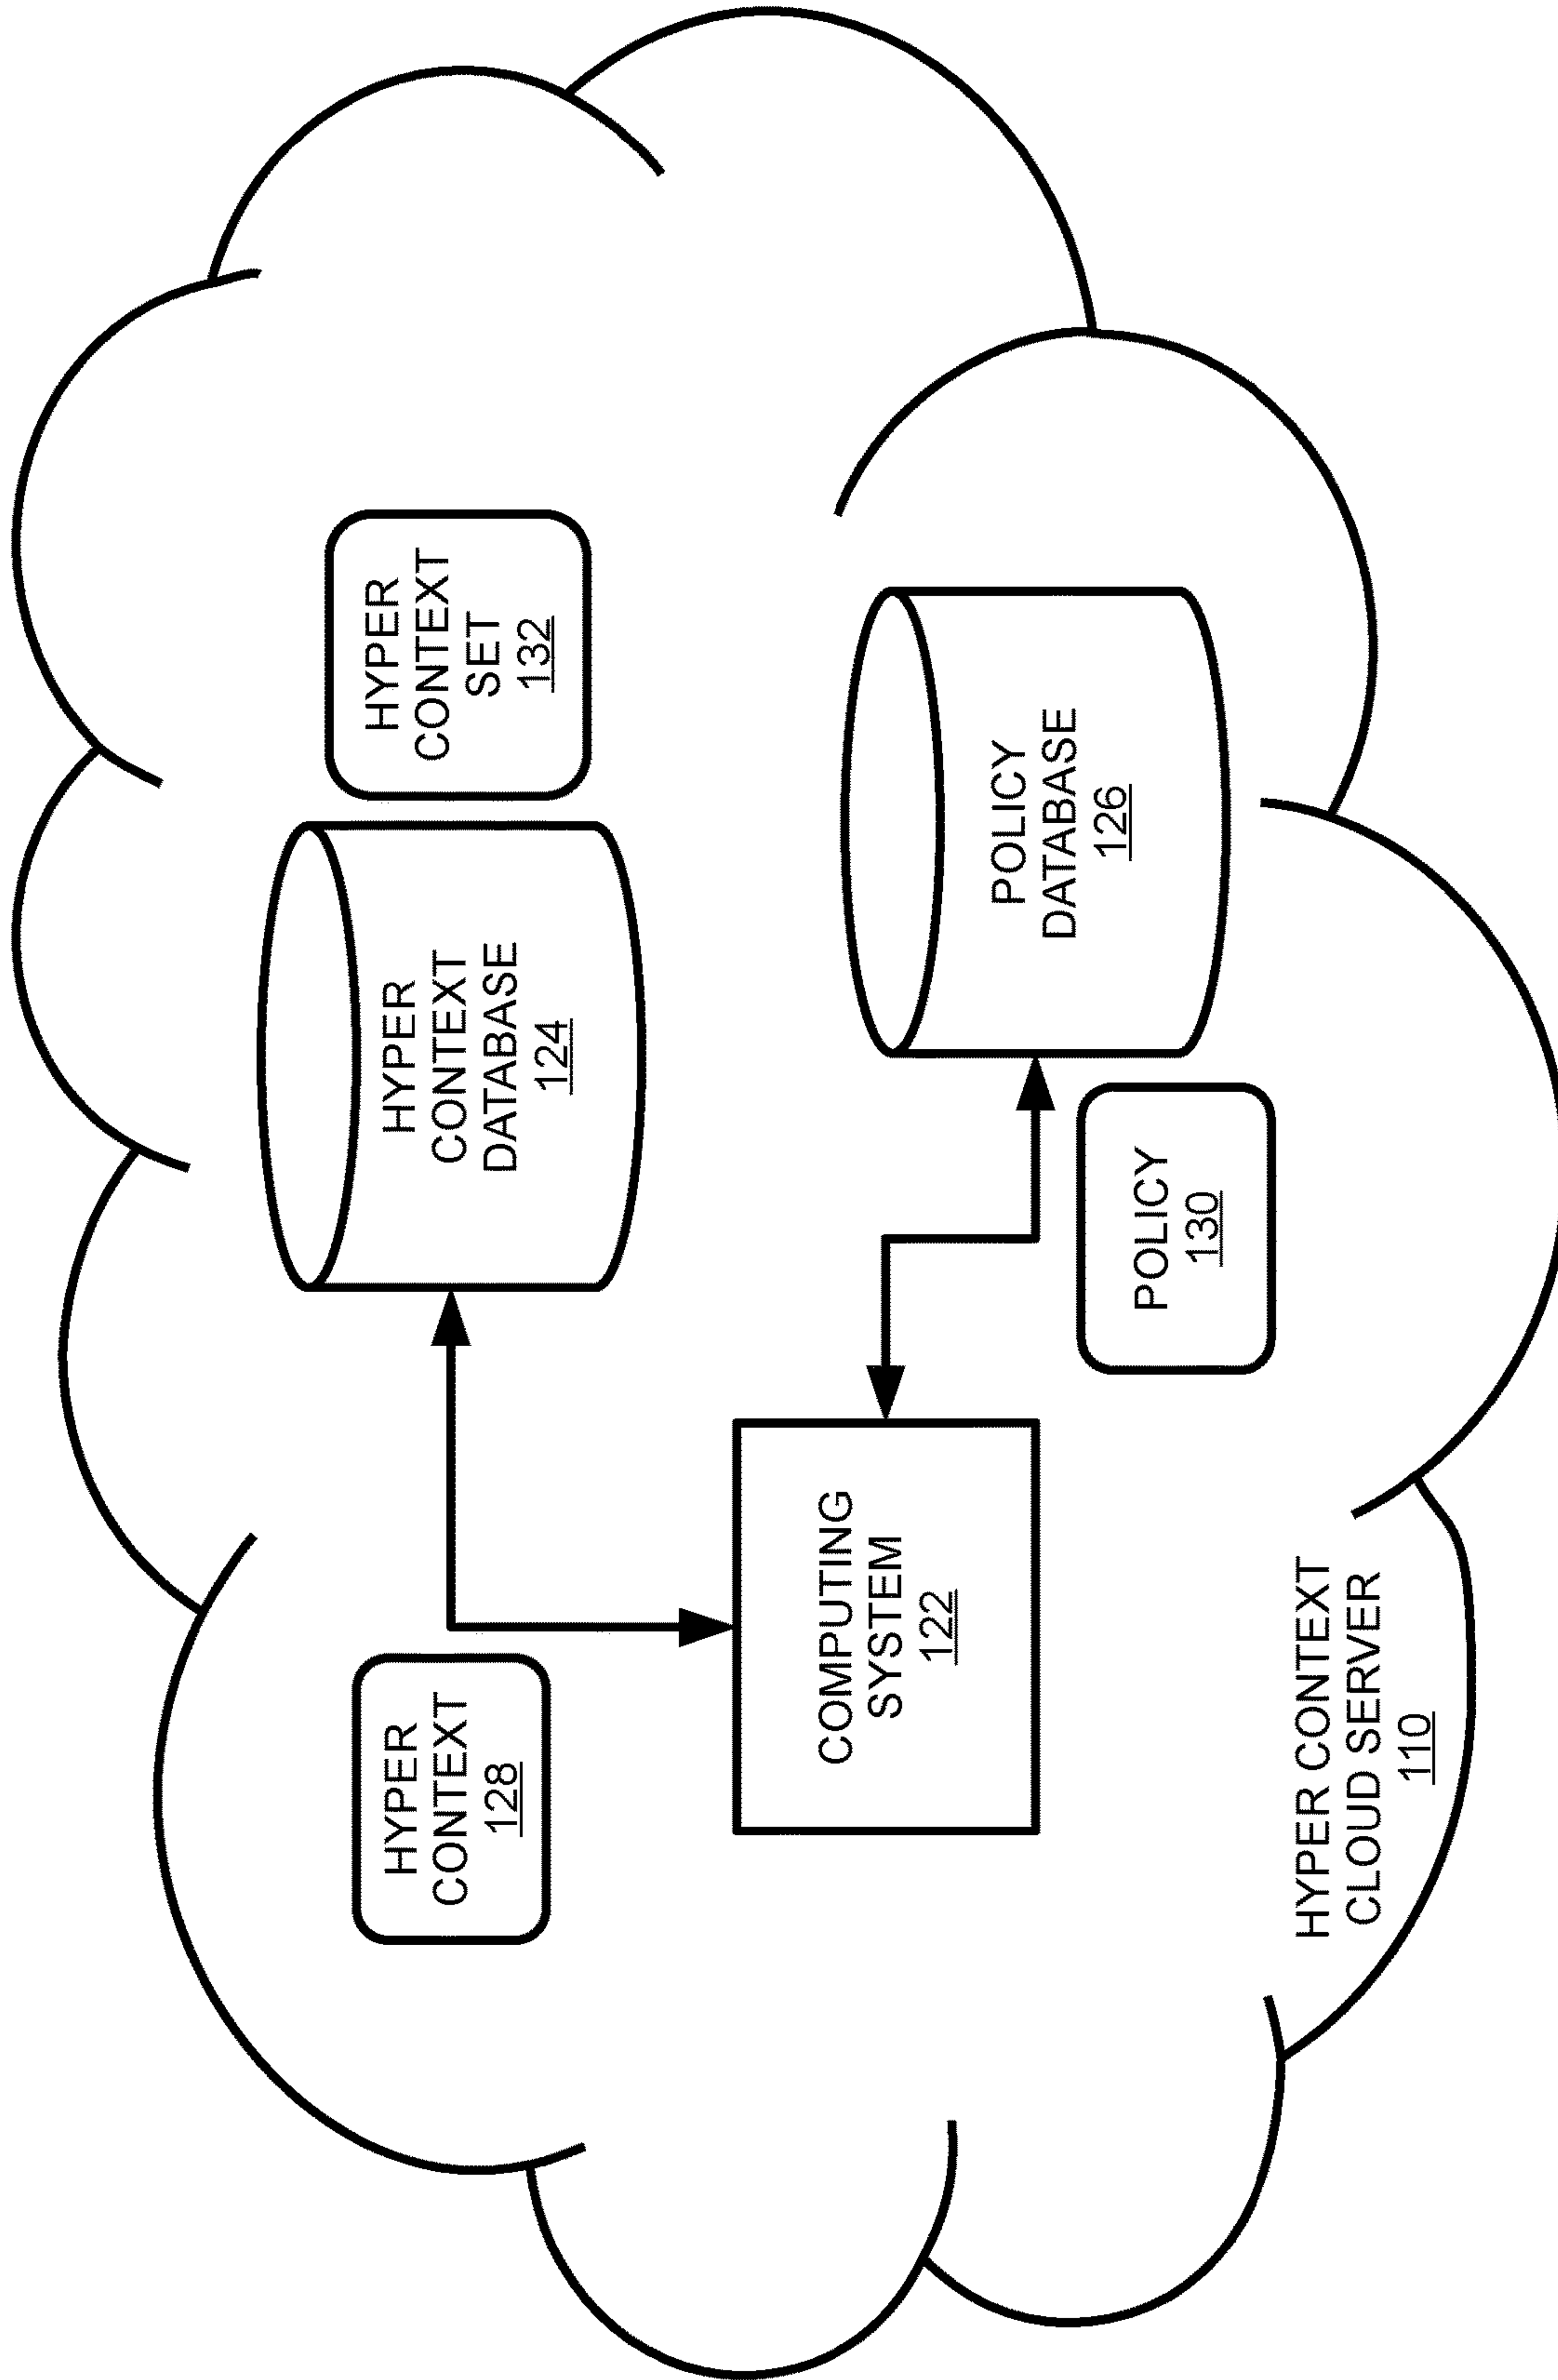 HYPER
CONTEXT
128
HYPER
CONTEXT
DATABASE
124
HYPER
CONTEXT
SET
132
COMPUTING
SYSTEM
122
POLICY
DATABASE
126
POLICY
130
HYPER CONTEXT
CLOUD SERVER
110